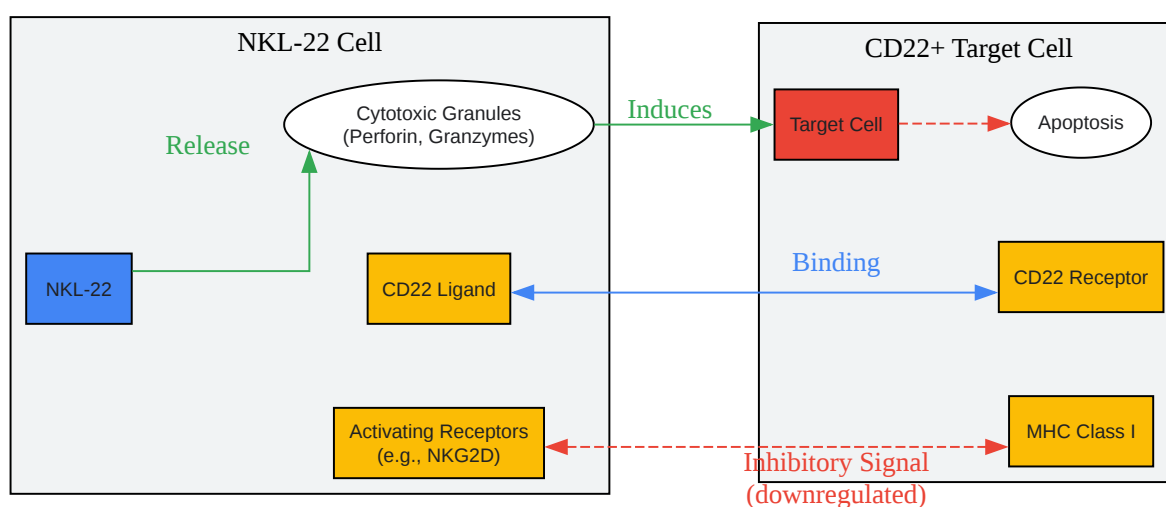 NKL-22 Cell
CD22+ Target Cell
Cytotoxic Granules
(Perforin, Granzymes)
Induces
Target Cell
Apoptosis
Release
NKL-22
CD22 Ligand
Binding
CD22 Receptor
Activating Receptors
(e.g., NKG2D)
MHC Class I
Inhibitory Signal
(downregulated)